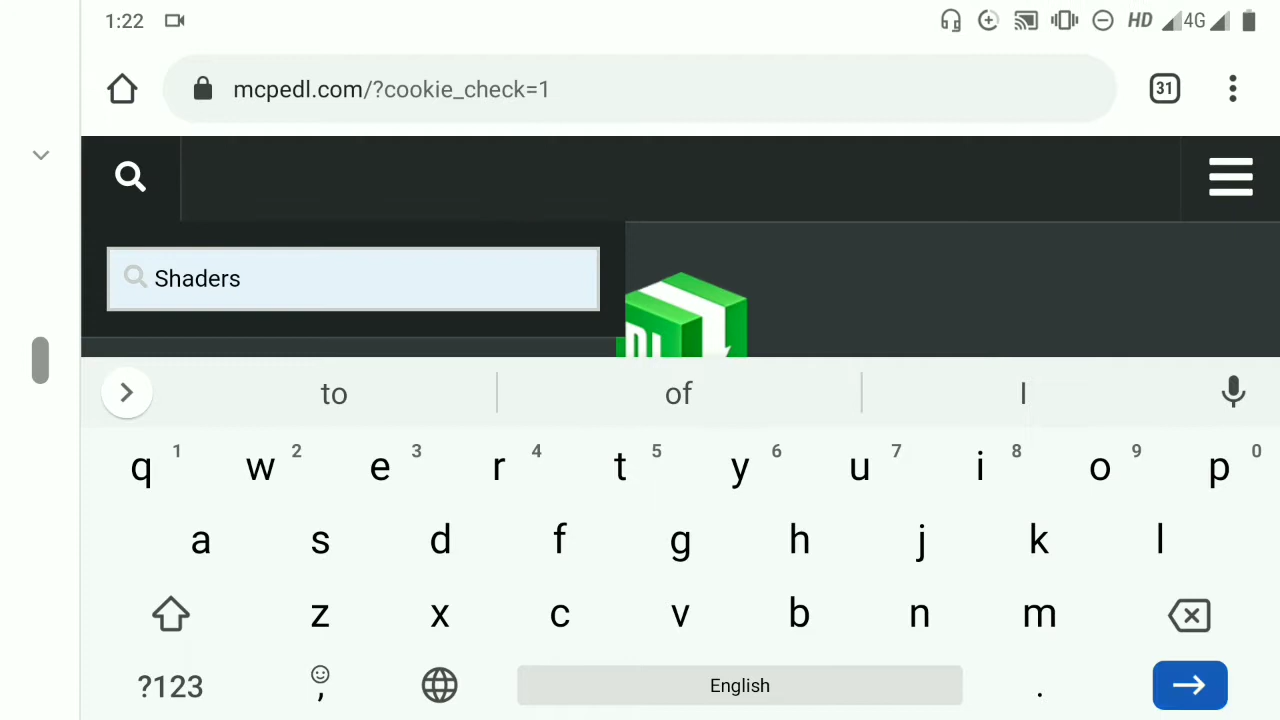 1:22 HD 4G
mcpedl.com/?cookie_check=1 31
Shaders
to of I
q 1 w 2 e 3 r 4 t 5 y 6 u 7 i 8 o 9 p 0
a s d f g h j k l
z x c v b n m
?123 , English .